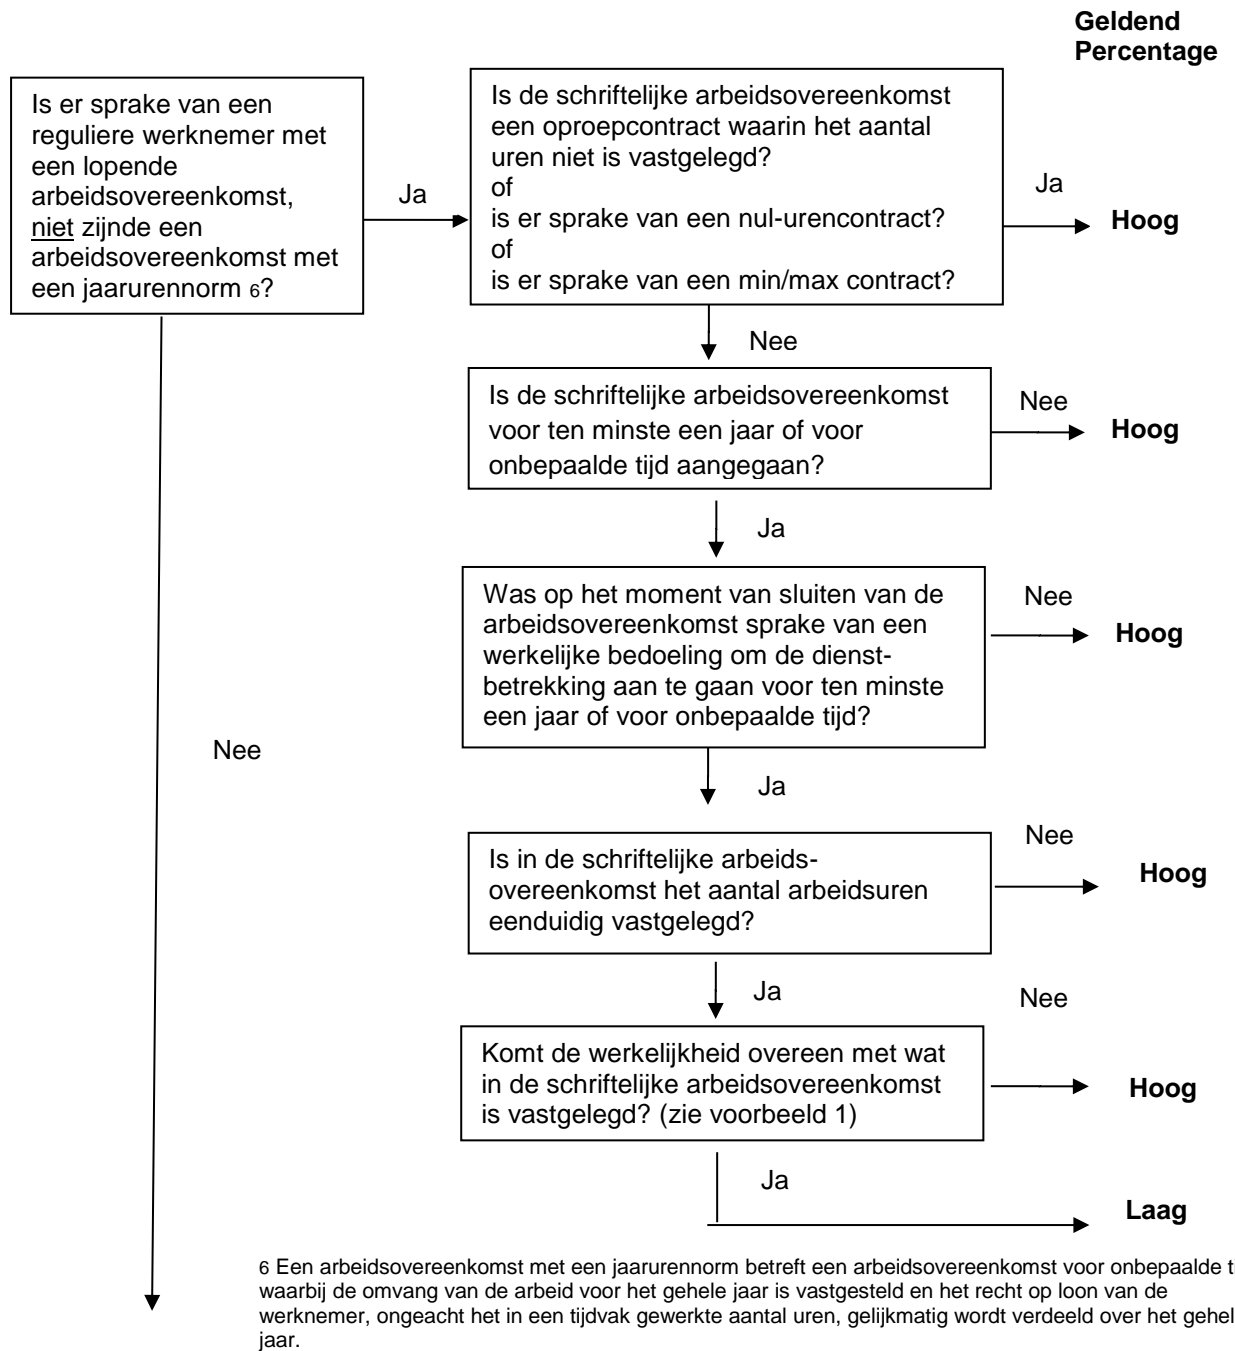 Geldend
Percentage
Is er sprake van een
reguliere werknemer met
een lopende
arbeidsovereenkomst,
niet zijnde een
arbeidsovereenkomst met
een jaarurennorm 6?
Ja
Is de schriftelijke arbeidsovereenkomst
een oproepcontract waarin het aantal
uren niet is vastgelegd?
of
is er sprake van een nul-urencontract?
of
is er sprake van een min/max contract?
Ja
Hoog
Nee
Is de schriftelijke arbeidsovereenkomst
voor ten minste een jaar of voor
onbepaalde tijd aangegaan?
Nee
Hoog
Ja
Was op het moment van sluiten van de
arbeidsovereenkomst sprake van een
werkelijke bedoeling om de dienst-
betrekking aan te gaan voor ten minste
een jaar of voor onbepaalde tijd?
Nee
Hoog
Nee
Ja
Is in de schriftelijke arbeids-
overeenkomst het aantal arbeidsuren
eenduidig vastgelegd?
Nee
Hoog
Ja
Komt de werkelijkheid overeen met wat
in de schriftelijke arbeidsovereenkomst
is vastgelegd? (zie voorbeeld 1)
Nee
Hoog
Ja
Laag
6 Een arbeidsovereenkomst met een jaarurennorm betreft een arbeidsovereenkomst voor onbepaalde ti
waarbij de omvang van de arbeid voor het gehele jaar is vastgesteld en het recht op loon van de
werknemer, ongeacht het in een tijdvak gewerkte aantal uren, gelijkmatig wordt verdeeld over het gehel
jaar.